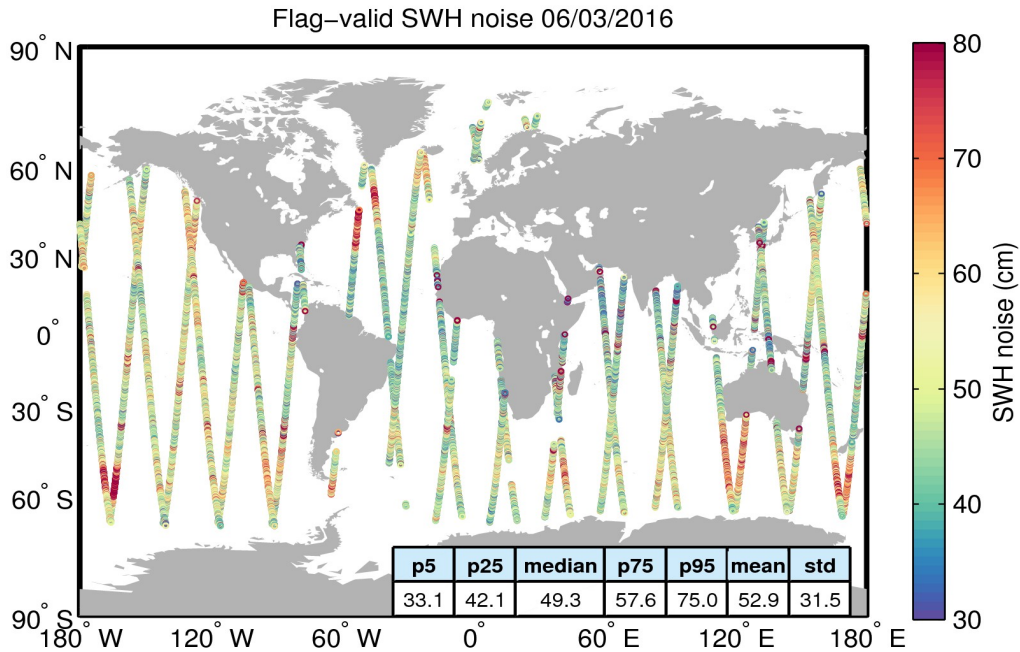 Flag−valid SWH noise 06/03/2016
90° N
60° N
30° N
0°
30° S
60° S
90° S
180° W
120° W
60° W
0°
60° E
120° E
180° E
p5 p25 median p75 p95 mean std
33.1 42.1 49.3 57.6 75.0 52.9 31.5
80
70
60
50
40
30
SWH noise (cm)